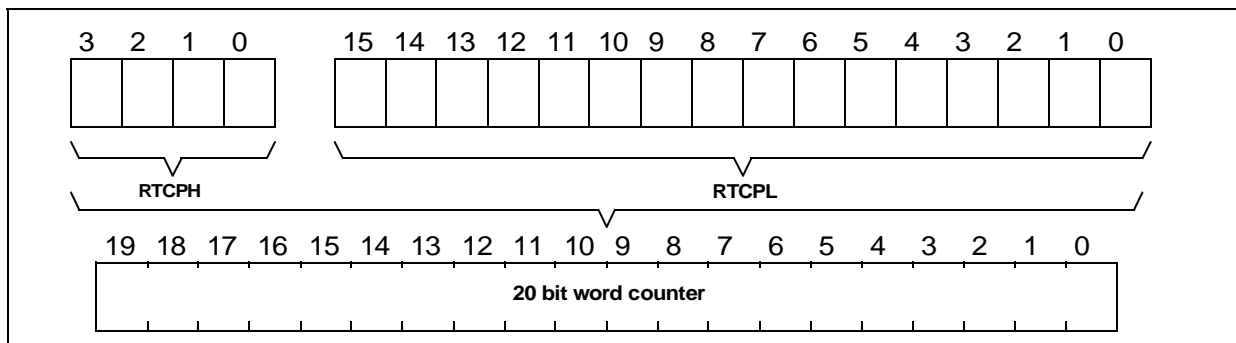 3 2 1 0 15 14 13 12 11 10 9 8 7 6 5 4 3 2 1 0
RTCPH RTCPL
19 18 17 16 15 14 13 12 11 10 9 8 7 6 5 4 3 2 1 0
20 bit word counter